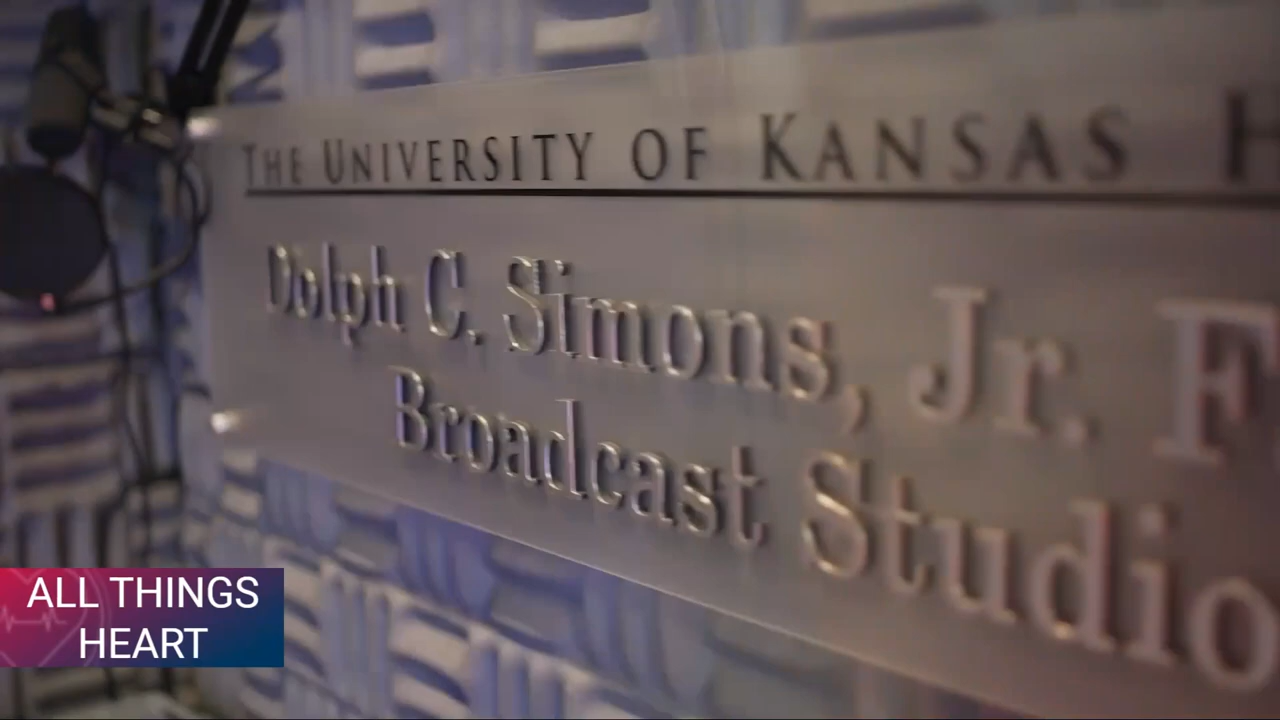 THE UNIVERSITY OF KANSAS H
Dolph C. Simons, Jr. F
Broadcast Studio
ALL THINGS
HEART